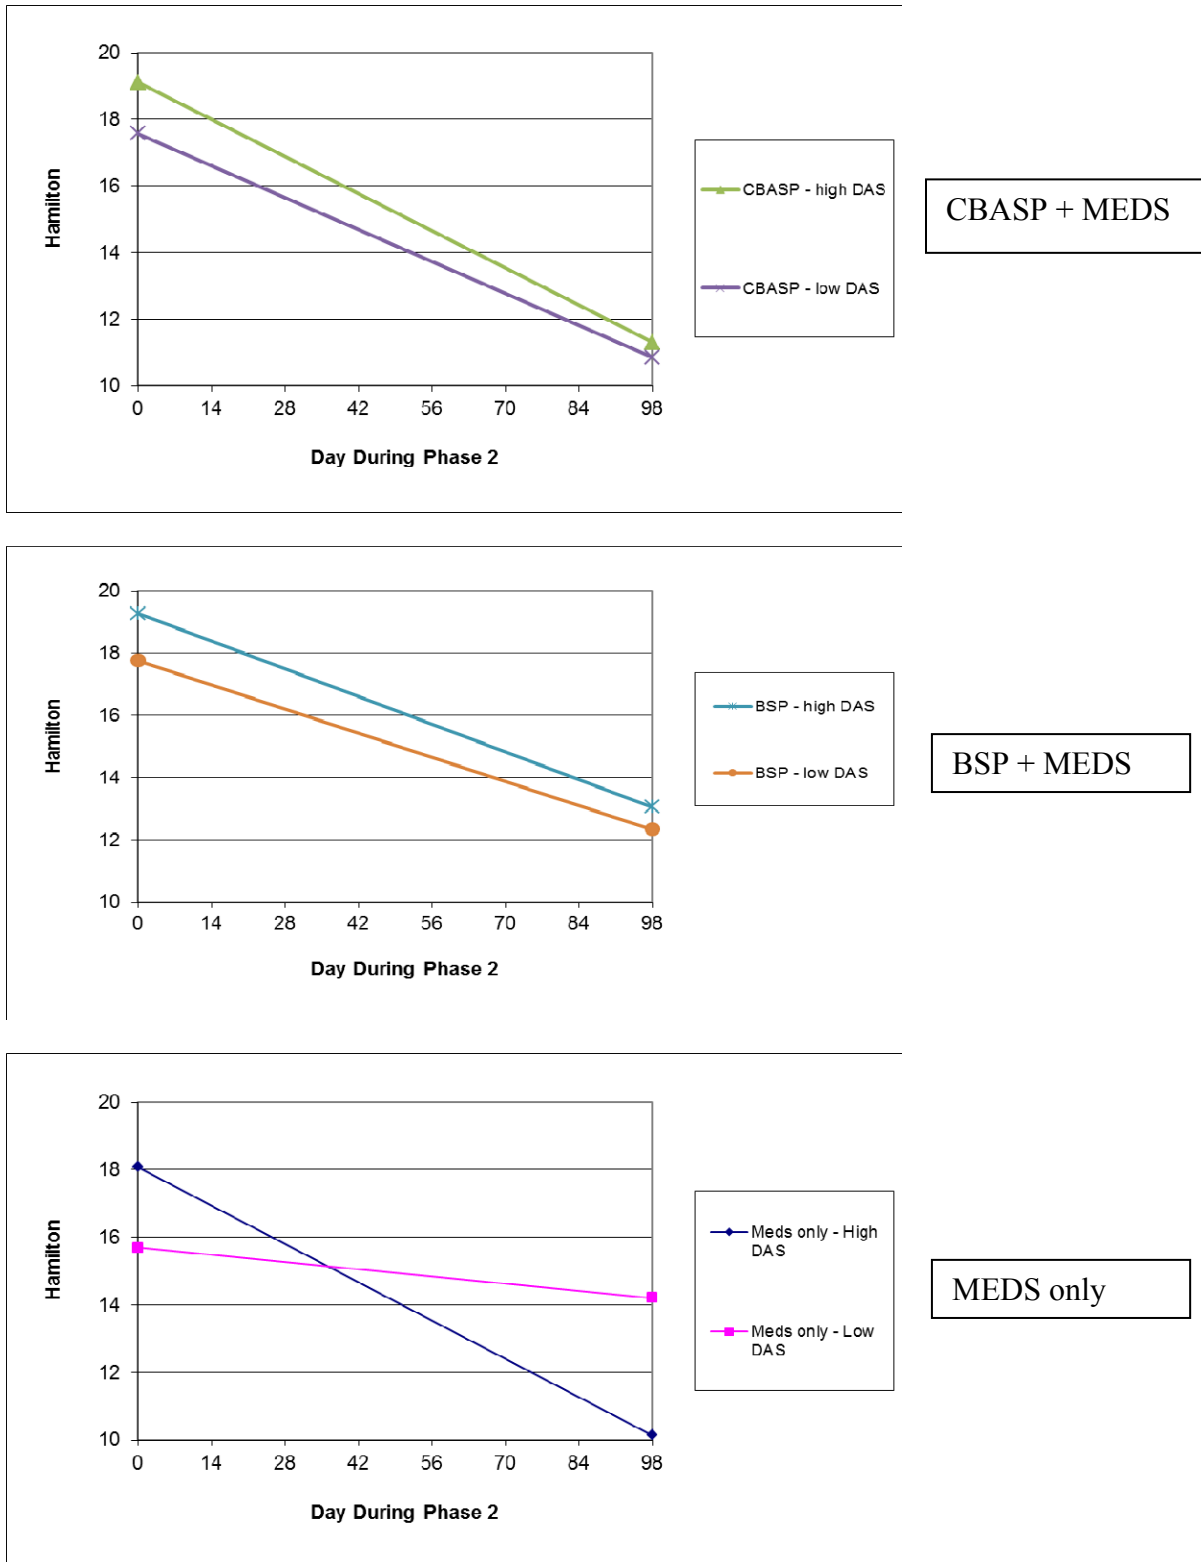 20
18
16
14
12
10
Hamilton
0 14 28 42 56 70 84 98
Day During Phase 2
CBASP - high DAS
CBASP - low DAS
CBASP + MEDS
20
18
16
14
12
10
Hamilton
0 14 28 42 56 70 84 98
Day During Phase 2
BSP - high DAS
BSP - low DAS
BSP + MEDS
20
18
16
14
12
10
Hamilton
0 14 28 42 56 70 84 98
Day During Phase 2
Meds only - High
DAS
Meds only - Low
DAS
MEDS only